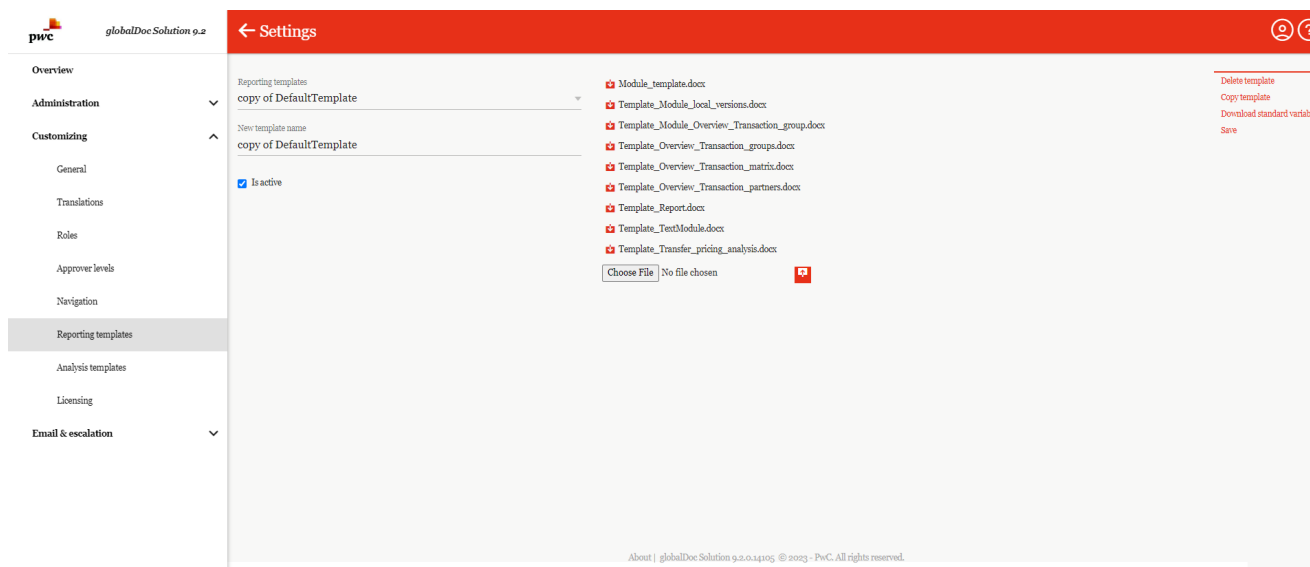 pwc
globalDoc Solution 9.2
Settings
Overview
Administration
Customizing
General
Translations
Roles
Approver levels
Navigation
Reporting templates
Analysis templates
Licensing
Email & escalation
Reporting templates
copy of DefaultTemplate
New template name
copy of DefaultTemplate
Is active
Module_template.docx
Template_Module_local_versions.docx
Template_Module_Overview_Transaction_group.docx
Template_Overview_Transaction_groups.docx
Template_Overview_Transaction_matrix.docx
Template_Overview_Transaction_partners.docx
Template_Report.docx
Template_TextModule.docx
Template_Transfer_pricing_analysis.docx
Choose File No file chosen
Delete template
Copy template
Download standard variab
Save
About | globalDoc Solution 9.2.0.14105 © 2023 - PwC. All rights reserved.